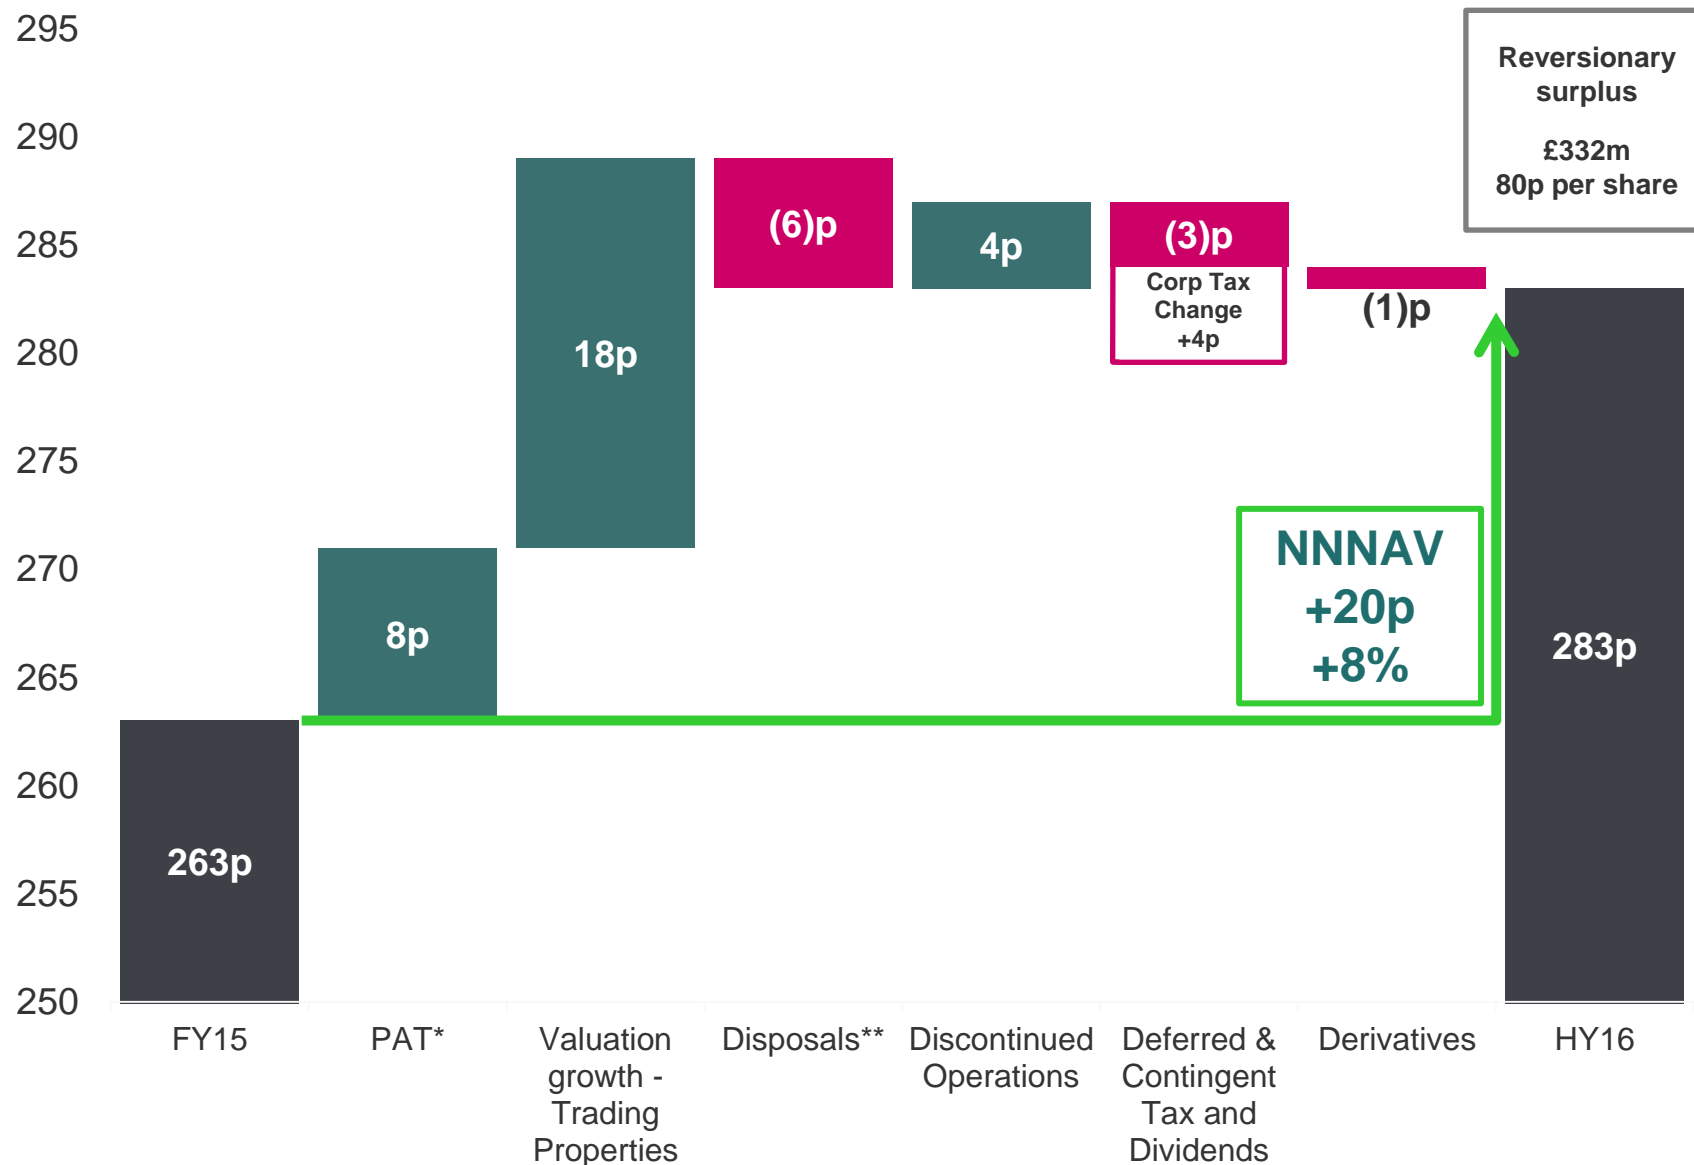 295
290
285
280
275
270
265
260
255
250
Reversionary
surplus
£332m
80p per share
263p
8p
18p
(6)p
4p
(3)p
Corp Tax
Change
+4p
(1)p
NNNAV
+20p
+8%
283p
FY15
PAT*
Valuation
growth -
Trading
Properties
Disposals**
Discontinued
Operations
Deferred &
Contingent
Tax and
Dividends
Derivatives
HY16